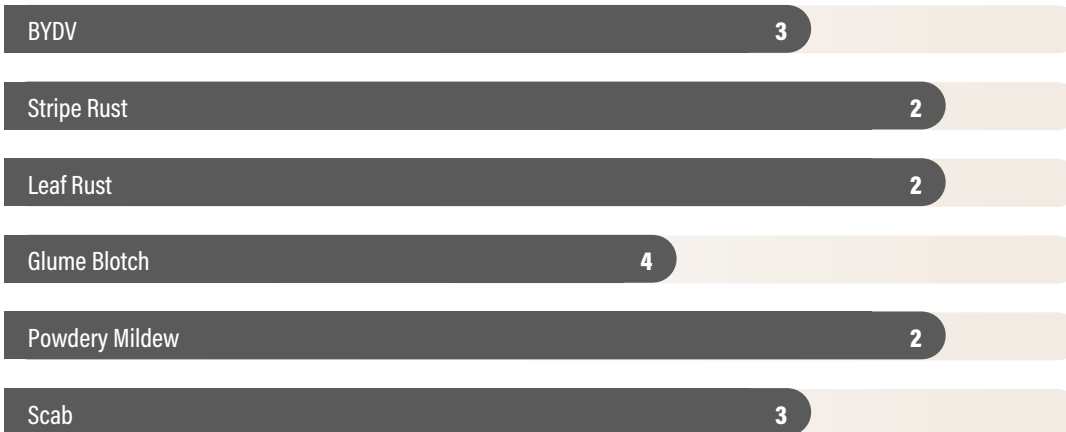 BYDV 3
Stripe Rust 2
Leaf Rust 2
Glume Blotch 4
Powdery Mildew 2
Scab 3